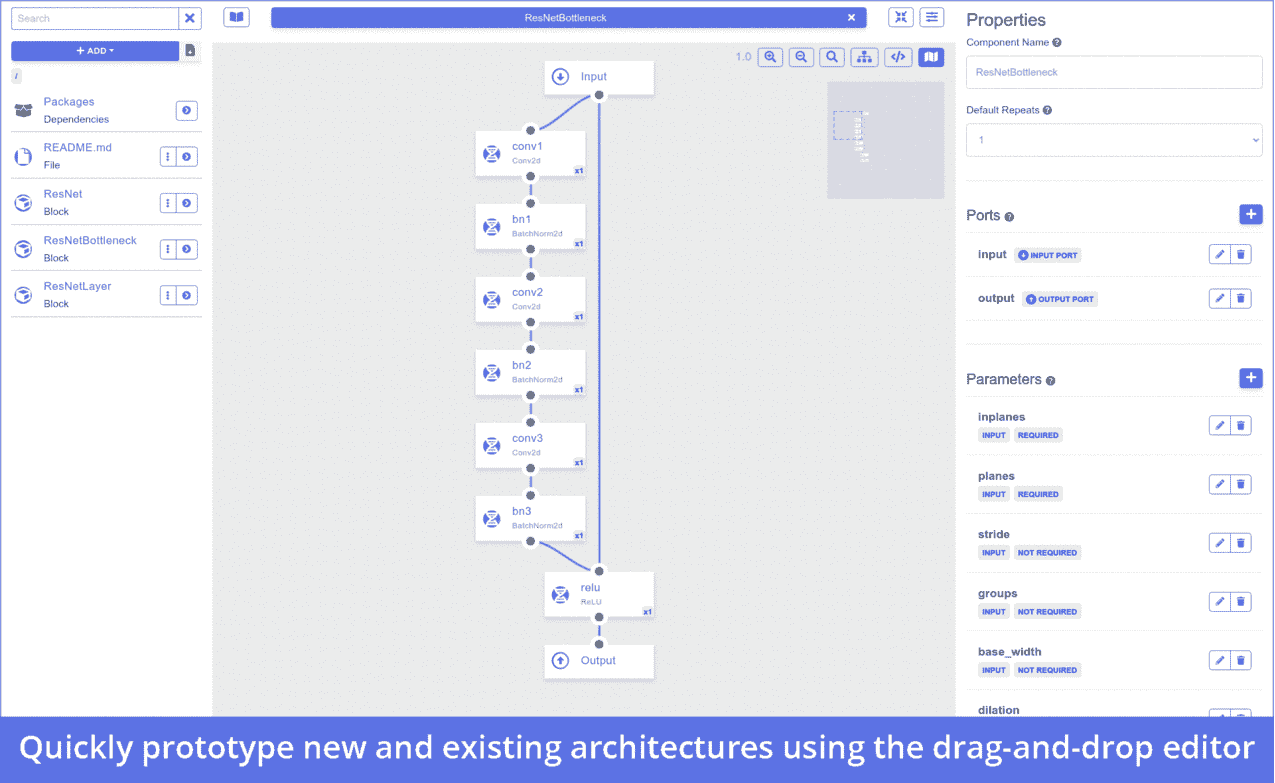 Search
ResNetBottleneck
+ ADD
/
Packages
Dependencies
README.md
File
ResNet
Block
ResNetBottleneck
Block
ResNetLayer
Block
1.0
Input
conv1
Conv2d
x1
bn1
BatchNorm2d
x1
conv2
Conv2d
x1
bn2
BatchNorm2d
x1
conv3
Conv2d
x1
bn3
BatchNorm2d
x1
relu
ReLU
x1
Output
Properties
Component Name
ResNetBottleneck
Default Repeats
1
Ports
input INPUT PORT
output OUTPUT PORT
Parameters
inplanes
INPUT REQUIRED
planes
INPUT REQUIRED
stride
INPUT NOT REQUIRED
groups
INPUT NOT REQUIRED
base_width
INPUT NOT REQUIRED
dilation
Quickly prototype new and existing architectures using the drag-and-drop editor